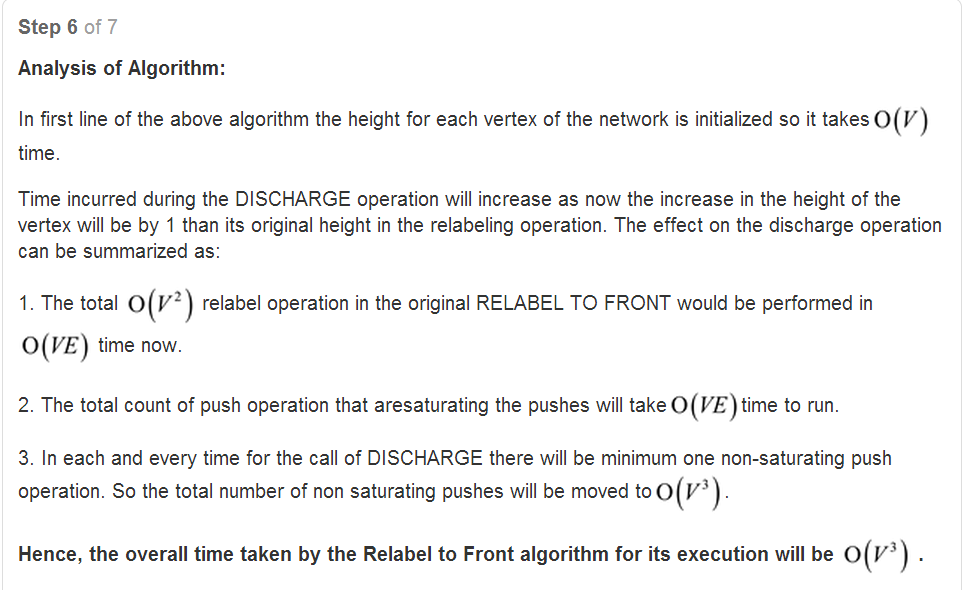 Step 6 of 7
Analysis of Algorithm:
In first line of the above algorithm the height for each vertex of the network is initialized so it takes O(V)
time.
Time incurred during the DISCHARGE operation will increase as now the increase in the height of the
vertex will be by 1 than its original height in the relabeling operation. The effect on the discharge operation
can be summarized as:
1. The total O(V²) relabel operation in the original RELABEL TO FRONT would be performed in
O(VE) time now.
2. The total count of push operation that aresaturating the pushes will take O(VE) time to run.
3. In each and every time for the call of DISCHARGE there will be minimum one non-saturating push
operation. So the total number of non saturating pushes will be moved to O(V³).
Hence, the overall time taken by the Relabel to Front algorithm for its execution will be O(V³) .